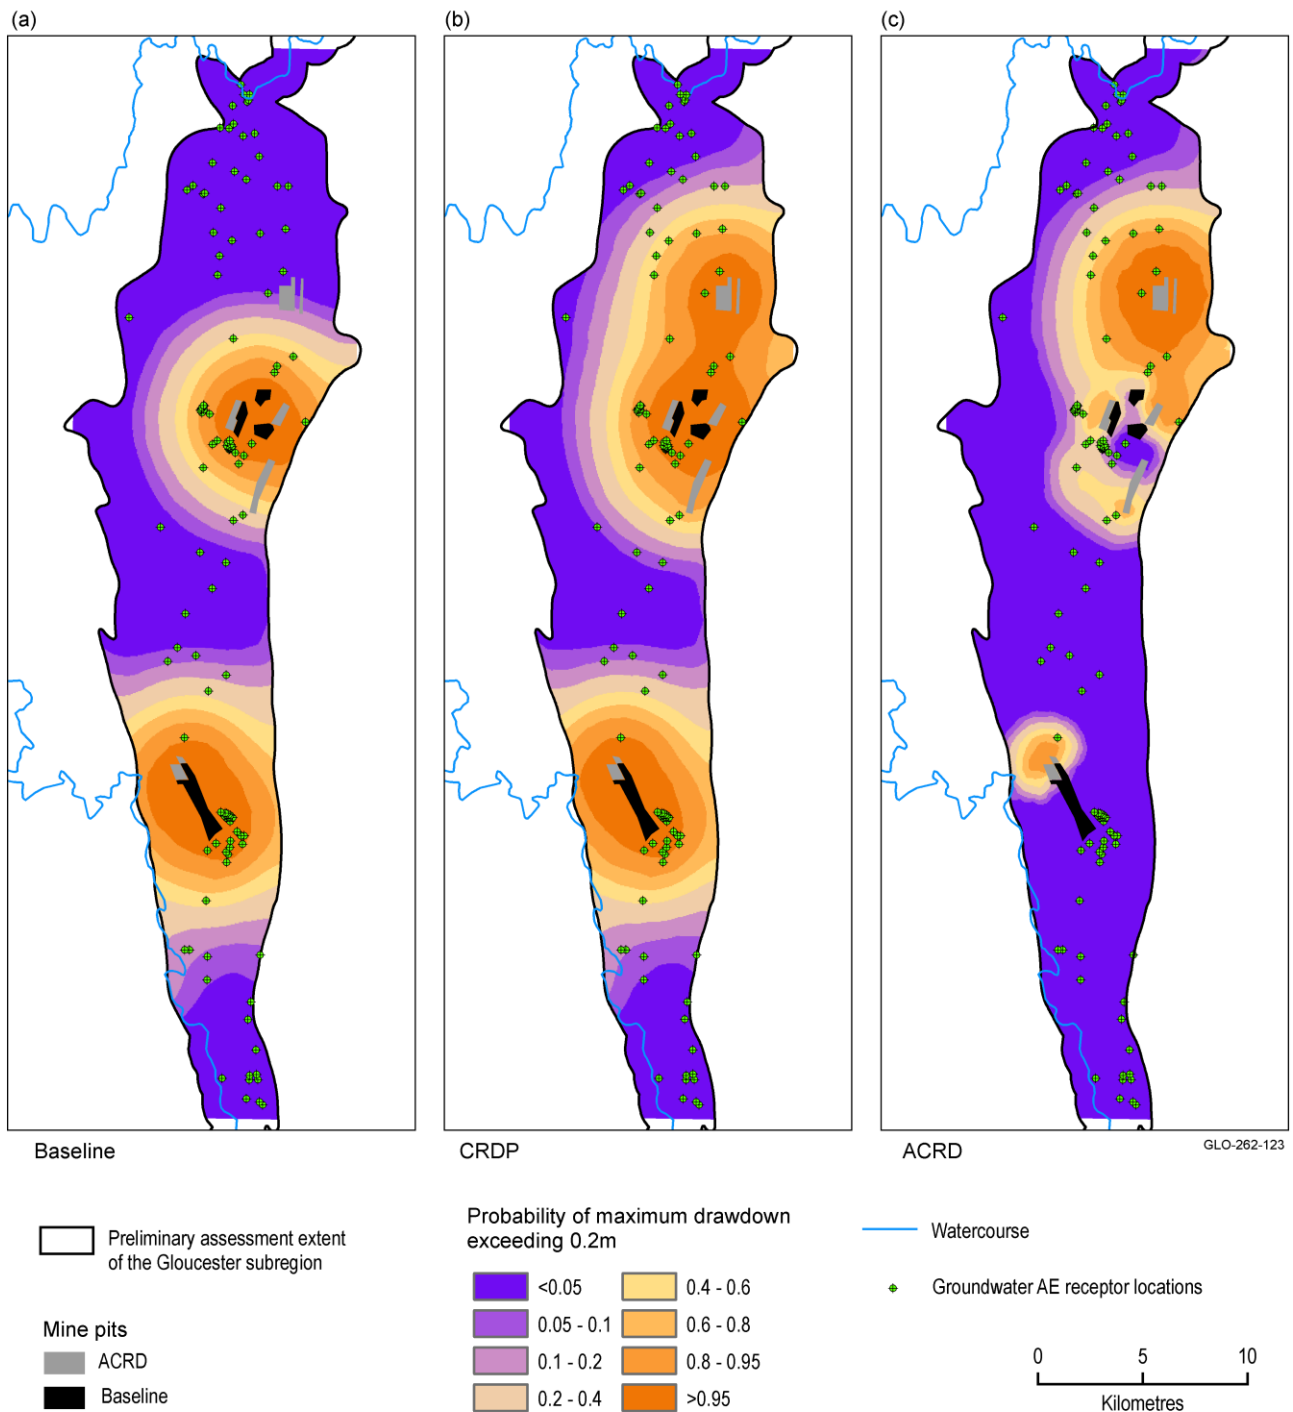 (a)
(b)
(c)
Baseline
CRDP
ACRD
GLO-262-123
Preliminary assessment extent
of the Gloucester subregion
Mine pits
ACRD
Baseline
Probability of maximum drawdown
exceeding 0.2m
<0.05
0.05 - 0.1
0.1 - 0.2
0.2 - 0.4
0.4 - 0.6
0.6 - 0.8
0.8 - 0.95
>0.95
Watercourse
Groundwater AE receptor locations
0 5 10
Kilometres